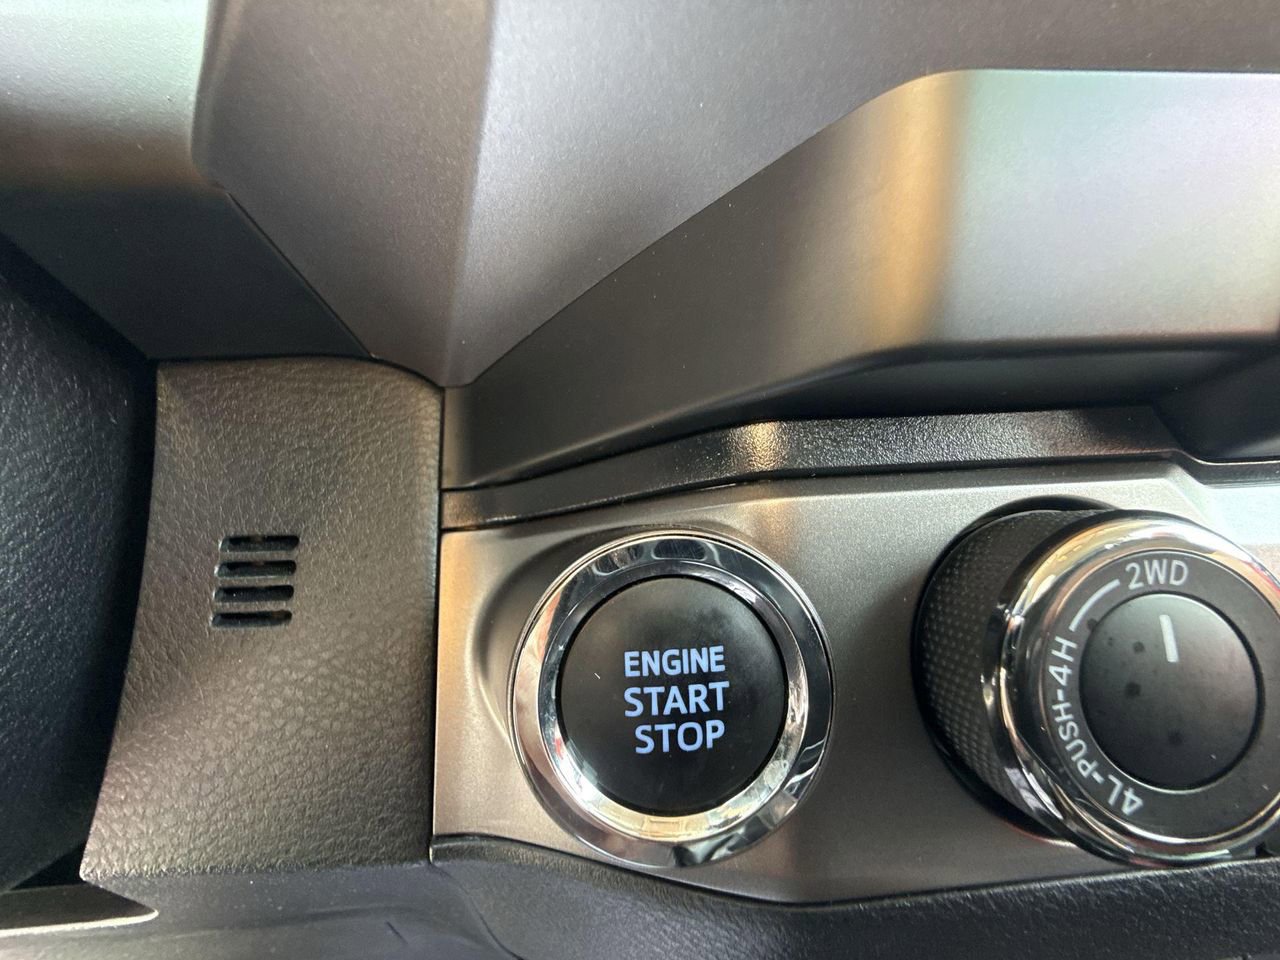 ENGINE
START
STOP
2WD
4L-PUSH-4H